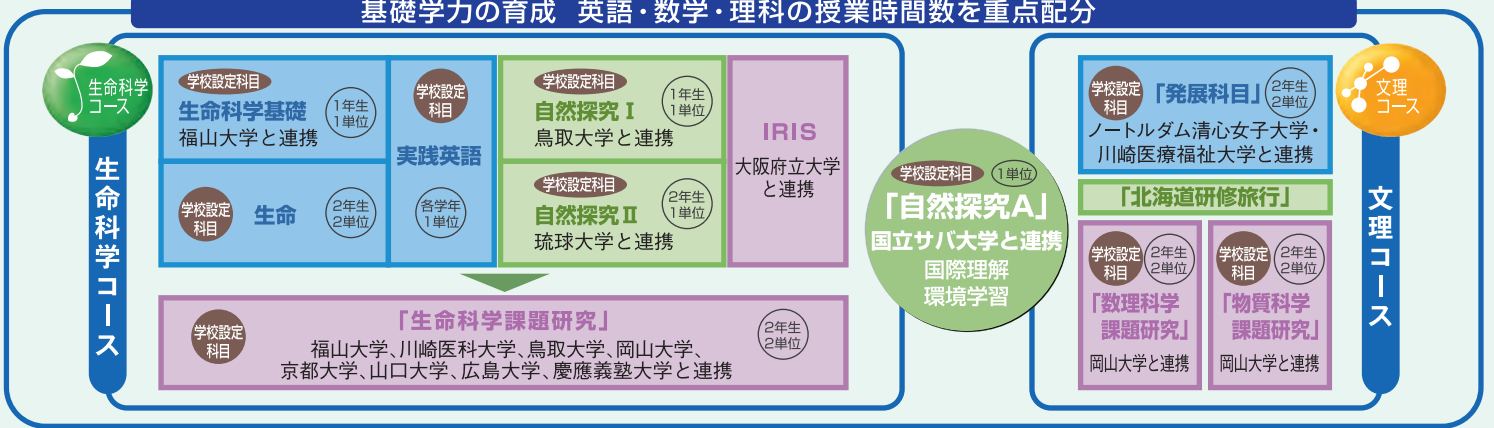 基礎学力の育成 英語・数学・理科の授業時間数を重点配分
生命科学
コース
生命科学コース
学校設定科目
生命科学基礎
1年生
1単位
福山大学と連携
学校設定
科目
生命
2年生
2単位
学校設定
科目
実践英語
各学年
1単位
学校設定科目
自然探究Ⅰ
1年生
1単位
鳥取大学と連携
学校設定科目
自然探究Ⅱ
2年生
1単位
琉球大学と連携
IRIS
大阪府立大学
と連携
学校設定
科目
「生命科学課題研究」
2年生
2単位
福山大学、川崎医科大学、鳥取大学、岡山大学、
京都大学、山口大学、広島大学、慶應義塾大学と連携
学校設定科目
1単位
「自然探究A」
国立サバ大学と連携
国際理解
環境学習
学校設定
科目
「発展科目」
2年生
2単位
ノートルダム清心女子大学・
川崎医療福祉大学と連携
「北海道研修旅行」
学校設定
科目
2年生
2単位
「数理科学
課題研究」
岡山大学と連携
学校設定
科目
2年生
2単位
「物質科学
課題研究」
岡山大学と連携
文理
コース
文理コース